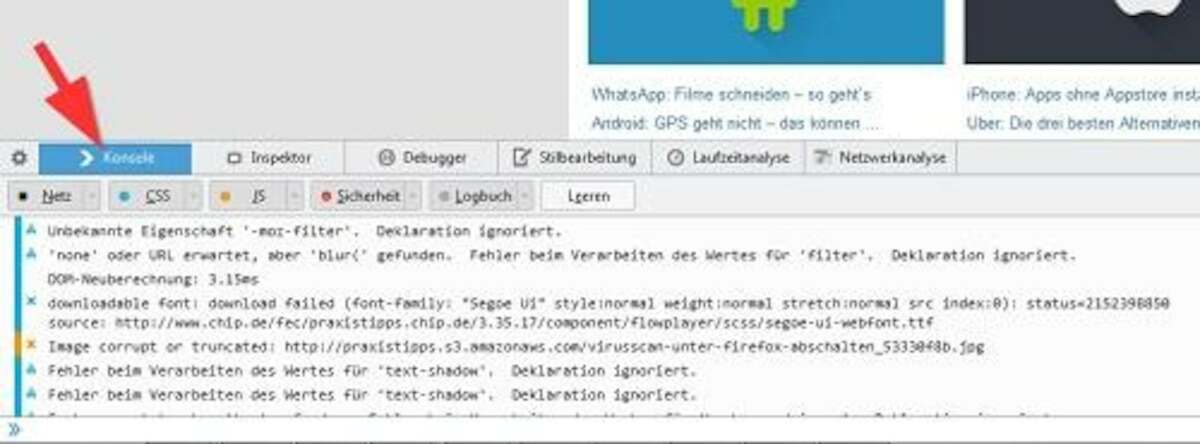 WhatsApp: Filme schneiden – so geht's
iPhone: Apps ohne Appstore insta
Android: GPS geht nicht – das können ...
Uber: Die drei besten Alternativen
Konsole Inspektor Debugger Stilbearbeitung Laufzeitanalyse Netzwerkanalyse
Netz CSS JS Sicherheit Logbuch Leeren
Unbekannte Eigenschaft '-moz-filter'. Deklaration ignoriert.
'none' oder URL erwartet, aber 'blur(' gefunden. Fehler beim Verarbeiten des Wertes für 'filter'. Deklaration ignoriert.
DOM-Neuberechnung: 3.15ms
downloadable font: download failed (font-family: "Segoe UI" style:normal weight:normal stretch:normal src index:0): status=2152398850
source: http://www.chip.de/fec/praxistipps.chip.de/3.35.17/component/flowplayer/scss/segoe-ui-webfont.ttf
Image corrupt or truncated: http://praxistipps.s3.amazonaws.com/virusscan-unter-firefox-abschalten_53330f8b.jpg
Fehler beim Verarbeiten des Wertes für 'text-shadow'. Deklaration ignoriert.
Fehler beim Verarbeiten des Wertes für 'text-shadow'. Deklaration ignoriert.